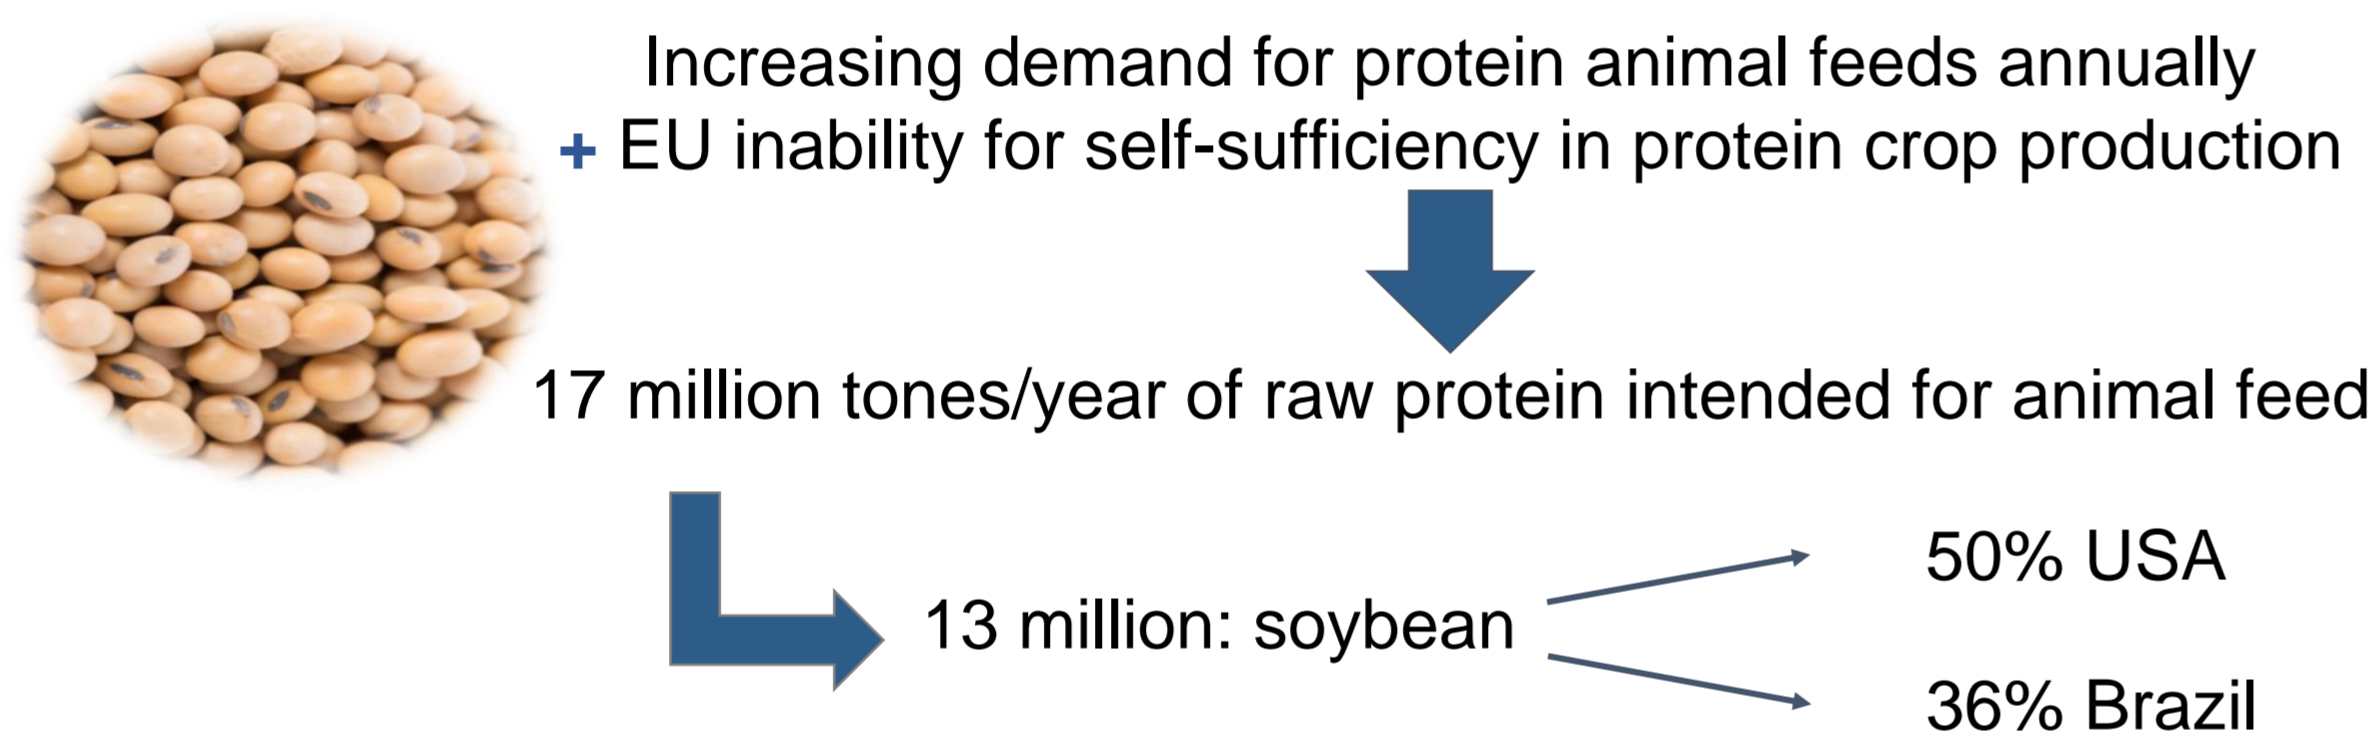 Increasing demand for protein animal feeds annually
+ EU inability for self-sufficiency in protein crop production
17 million tones/year of raw protein intended for animal feed
13 million: soybean
50% USA
36% Brazil